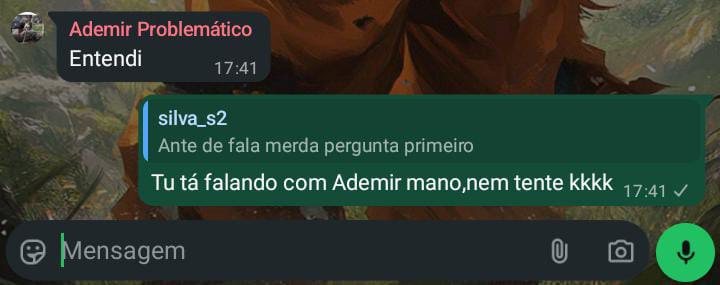 Ademir Problemático
Entendi
17:41
silva_s2
Ante de fala merda pergunta primeiro
Tu tá falando com Ademir mano,nem tente kkkk
17:41
Mensagem